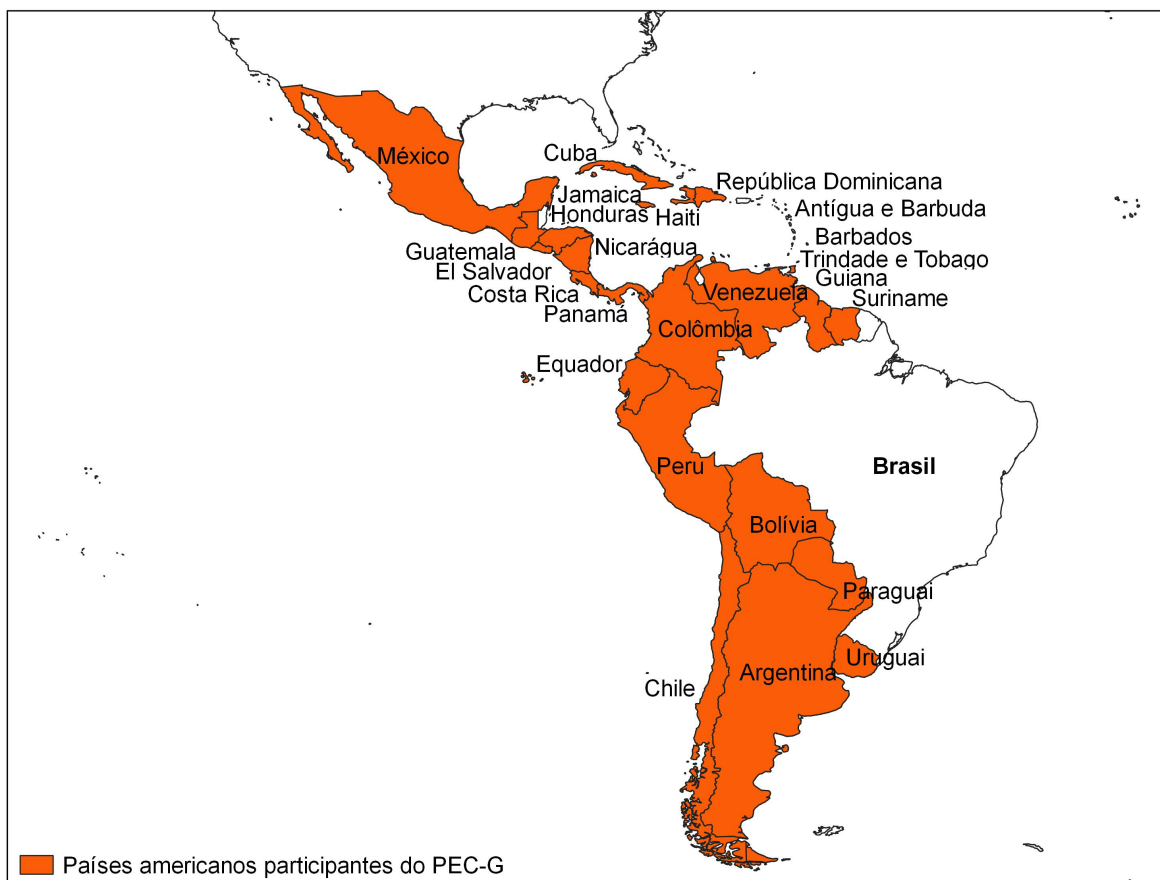 México
Cuba
República Dominicana
Jamaica
Antígua e Barbuda
Honduras
Haiti
Barbados
Guatemala
Nicarágua
Trindade e Tobago
El Salvador
Guiana
Costa Rica
Venezuela
Suriname
Panamá
Colômbia
Equador
Peru
Brasil
Bolívia
Paraguai
Uruguai
Argentina
Chile
Países americanos participantes do PEC-G